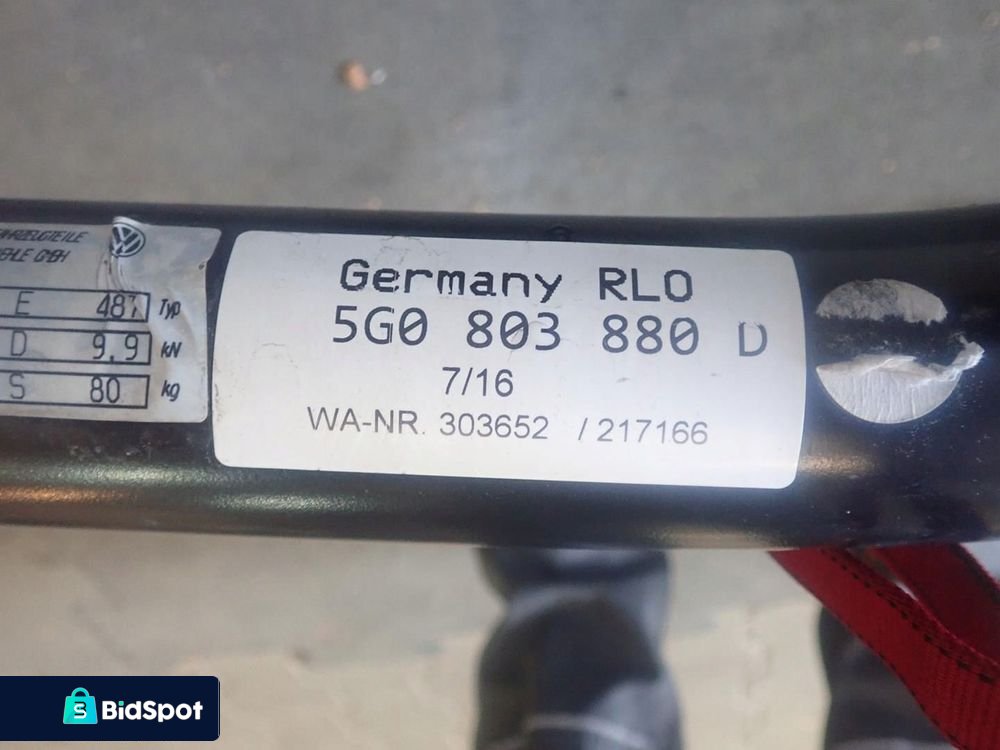 GMBH
E 487 Typ
D 9,9 kN
S 80 kg
Germany RLO
5G0 803 880 D
7/16
WA-NR. 303652 / 217166
BidSpot